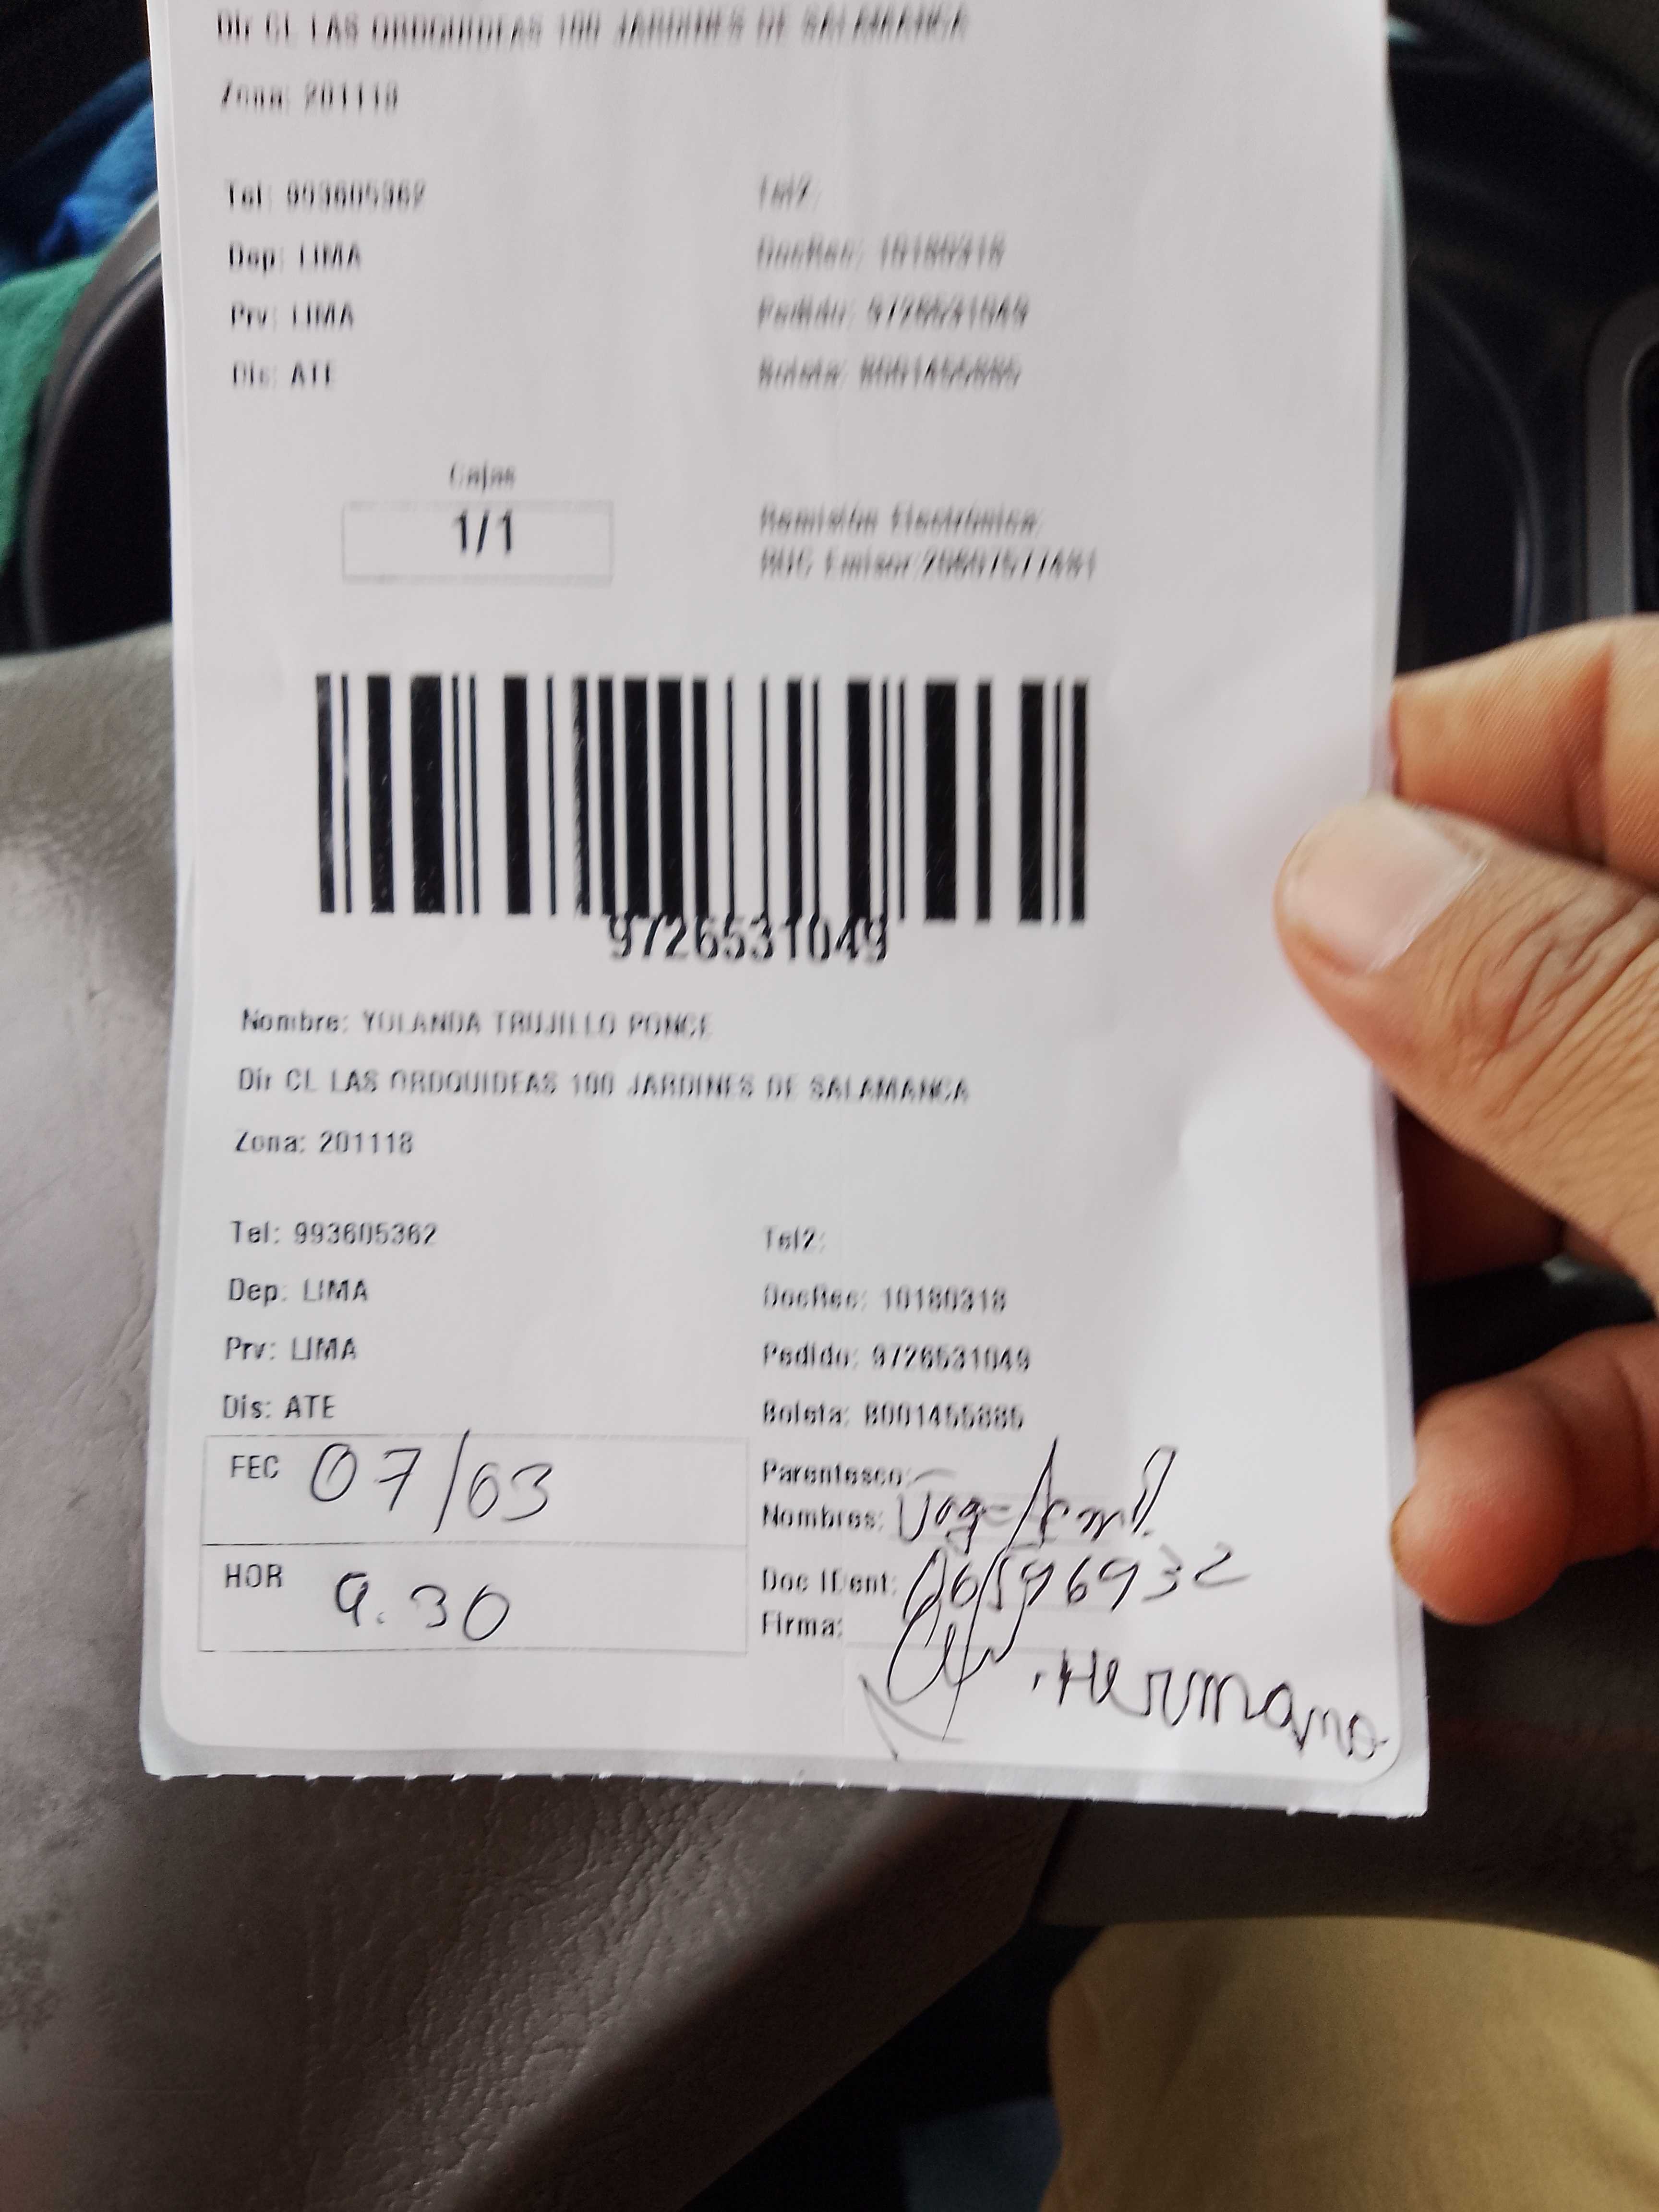 Dir CL LAS ORDQUIDEAS 100 JARDINES DE SALAMANCA
Zona: 201118
Tel: 993605362 Tel2:
Dep: LIMA DocRec: 10180318
Prv: LIMA Pedido: 9726531049
Dis: ATE Boleta: B001455885
Cajas
1/1
Remisión Electrónica:
RUC Emisor:
9726531049
Nombre: YOLANDA TRUJILLO PONCE
Dir CL LAS ORDQUIDEAS 100 JARDINES DE SALAMANCA
Zona: 201118
Tel: 993605362 Tel2:
Dep: LIMA DocRec: 10180318
Prv: LIMA Pedido: 9726531049
Dis: ATE Boleta: B001455885
FEC 07/03 Parentesco:
Nombres:
HOR 9.30 Doc IDent:
Firma:
Hermano